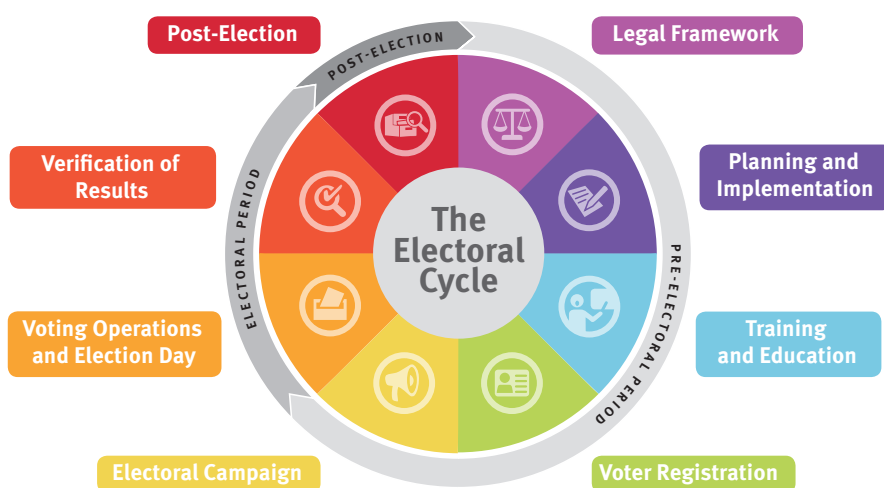 Post-Election
Legal Framework
POST-ELECTION
Verification of
Results
Planning and
Implementation
ELECTORAL PERIOD
The
Electoral
Cycle
PRE-ELECTORAL PERIOD
Voting Operations
and Election Day
Training
and Education
Electoral Campaign
Voter Registration